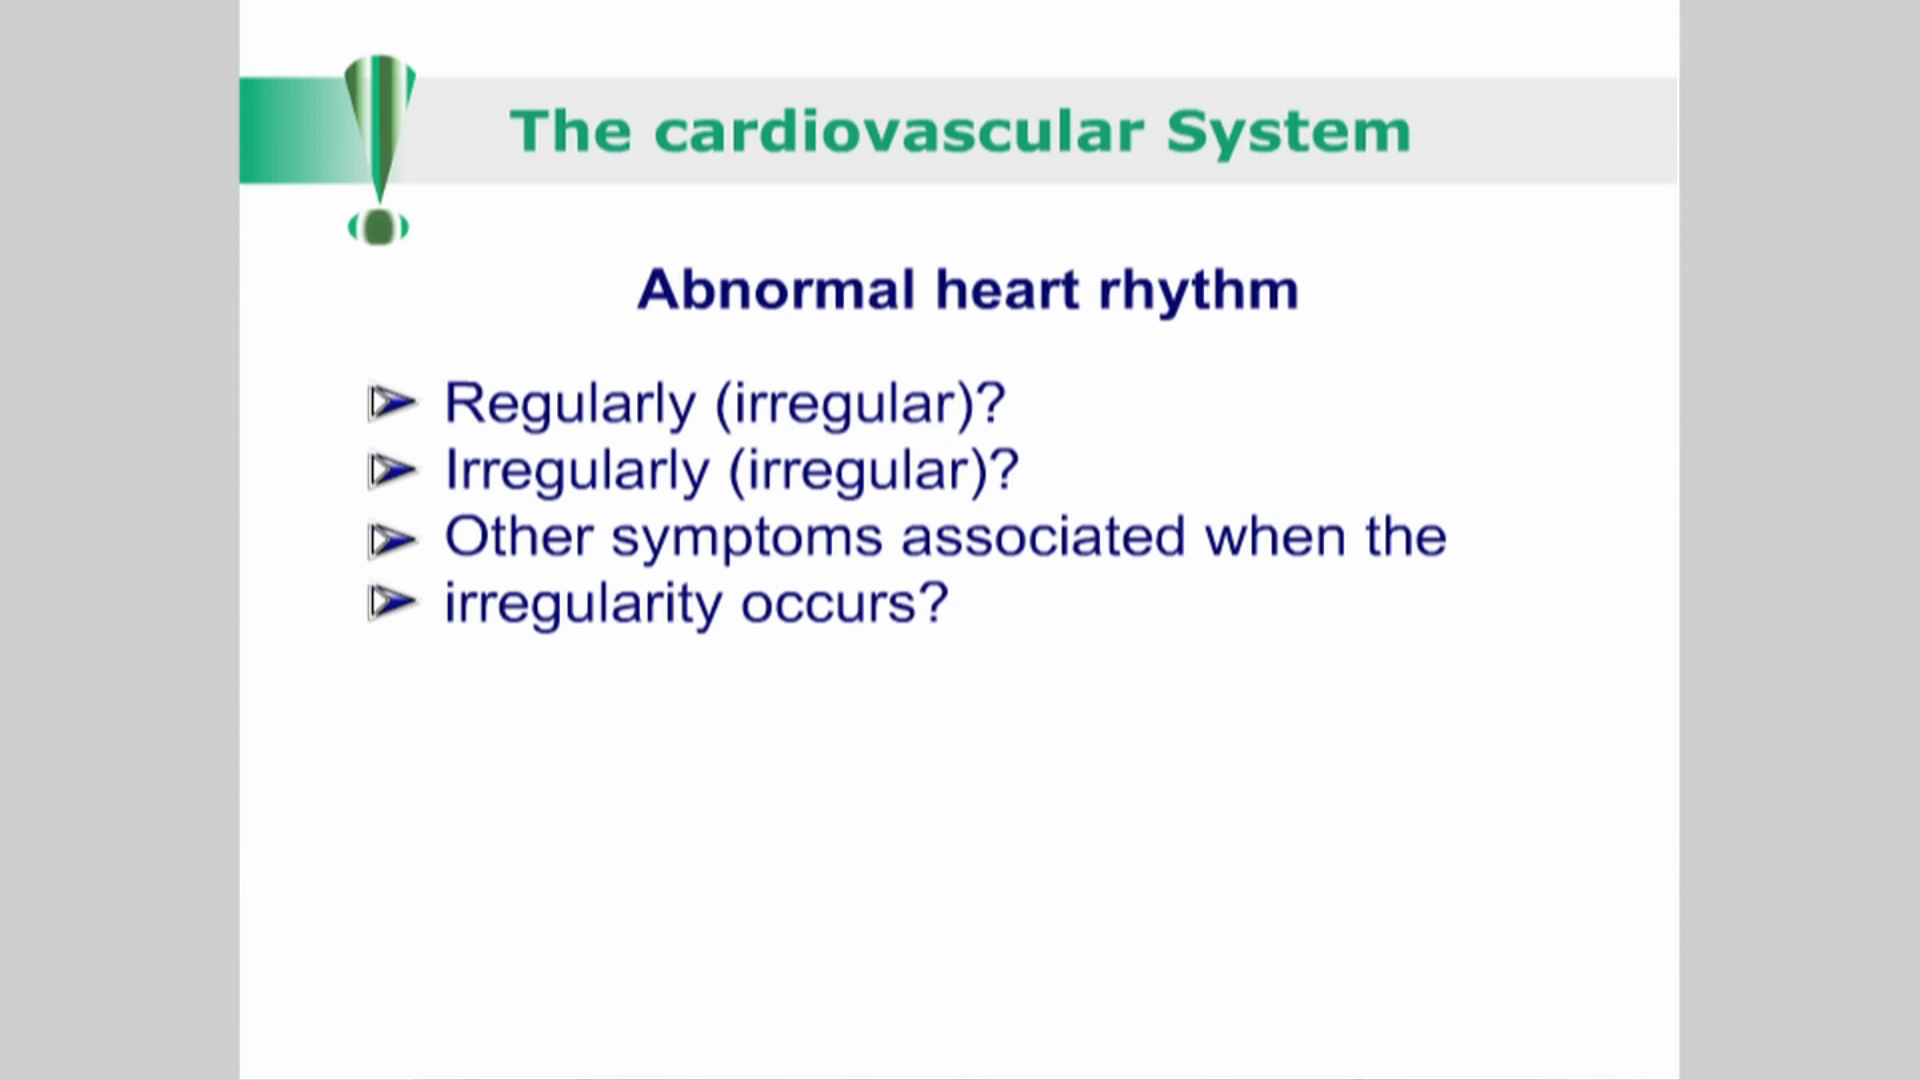 The cardiovascular System
Abnormal heart rhythm
Regularly (irregular)?
Irregularly (irregular)?
Other symptoms associated when the
irregularity occurs?